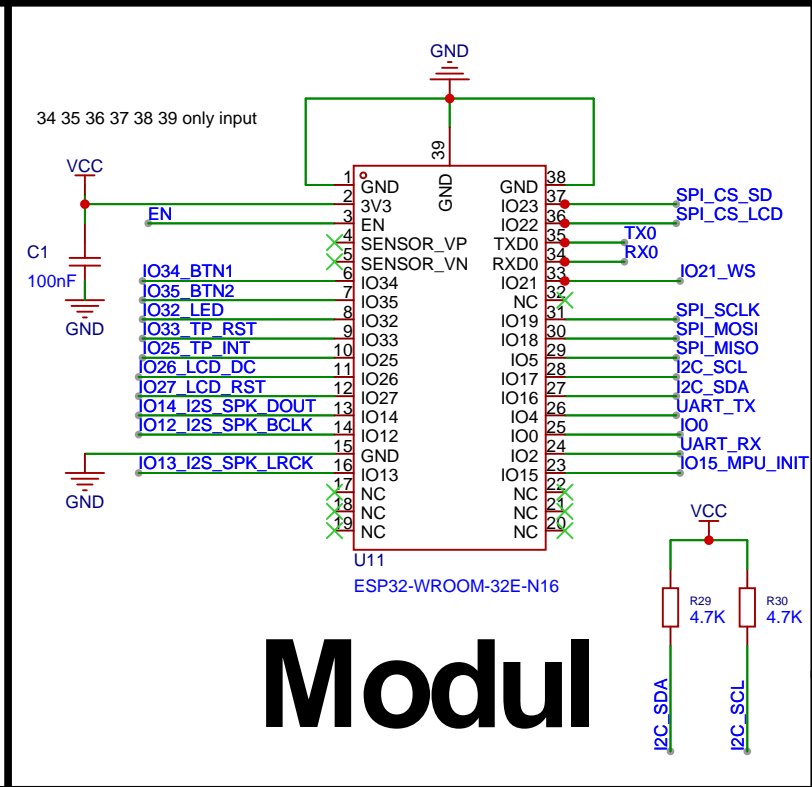 GND
34 35 36 37 38 39 only input
VCC
C1
100nF
GND
39
GND
1 GND
2 3V3
EN 3 EN
4 SENSOR_VP
5 SENSOR_VN
IO34_BTN1 6 IO34
IO35_BTN2 7 IO35
IO32_LED 8 IO32
IO33_TP_RST 9 IO33
IO25_TP_INT 10 IO25
IO26_LCD_DC 11 IO26
IO27_LCD_RST 12 IO27
IO14_I2S_SPK_DOUT 13 IO14
IO12_I2S_SPK_BCLK 14 IO12
15 GND
IO13_I2S_SPK_LRCK 16 IO13
17 NC
18 NC
19 NC
GND
GND 38
IO23 37 SPI_CS_SD
IO22 36 SPI_CS_LCD
TXD0 35 TX0
RXD0 34 RX0
IO21 33 IO21_WS
NC 32
IO19 31 SPI_SCLK
IO18 30 SPI_MOSI
IO5 29 SPI_MISO
IO17 28 I2C_SCL
IO16 27 I2C_SDA
IO4 26 UART_TX
IO0 25 IO0
IO2 24 UART_RX
IO15 23 IO15_MPU_INIT
NC 22
NC 21
NC 20
U11
ESP32-WROOM-32E-N16
VCC
R29
4.7K
R30
4.7K
I2C_SDA
I2C_SCL
Modul